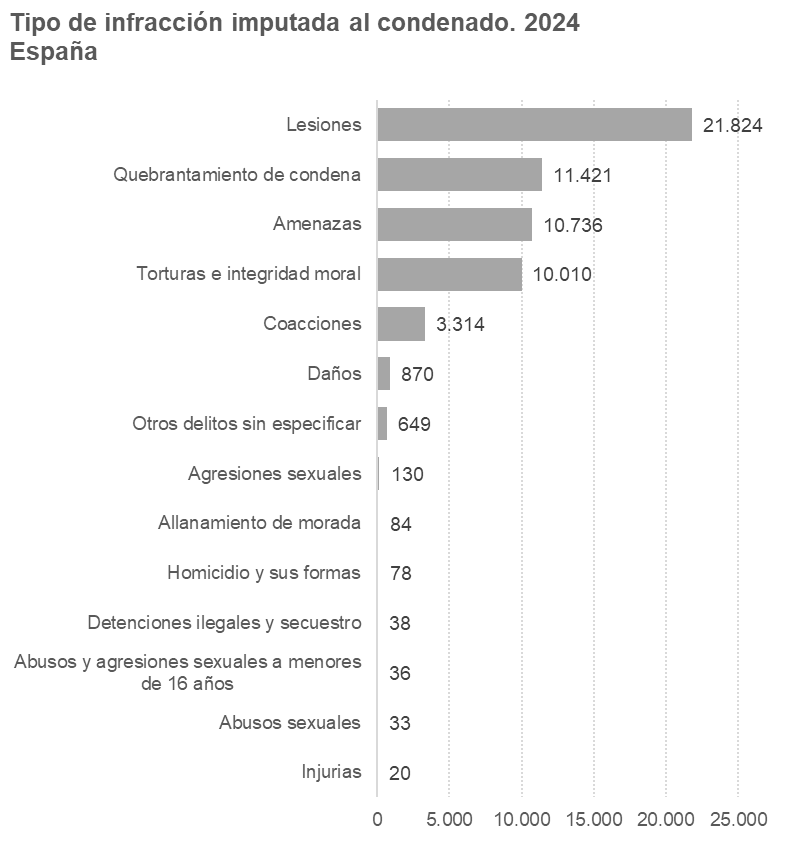 Tipo de infracción imputada al condenado. 2024
España
Lesiones 21.824
Quebrantamiento de condena 11.421
Amenazas 10.736
Torturas e integridad moral 10.010
Coacciones 3.314
Daños 870
Otros delitos sin especificar 649
Agresiones sexuales 130
Allanamiento de morada 84
Homicidio y sus formas 78
Detenciones ilegales y secuestro 38
Abusos y agresiones sexuales a menores
de 16 años 36
Abusos sexuales 33
Injurias 20
0 5.000 10.000 15.000 20.000 25.000